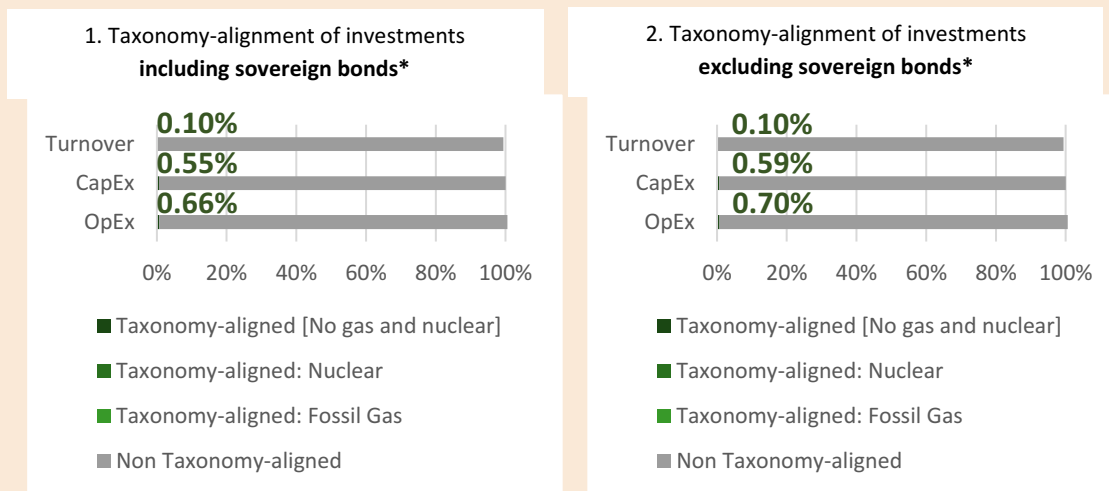 1. Taxonomy-alignment of investments
including sovereign bonds*
0.10%
Turnover
0.55%
CapEx
0.66%
OpEx
0% 20% 40% 60% 80% 100%
Taxonomy-aligned [No gas and nuclear]
Taxonomy-aligned: Nuclear
Taxonomy-aligned: Fossil Gas
Non Taxonomy-aligned
2. Taxonomy-alignment of investments
excluding sovereign bonds*
0.10%
Turnover
0.59%
CapEx
0.70%
OpEx
0% 20% 40% 60% 80% 100%
Taxonomy-aligned [No gas and nuclear]
Taxonomy-aligned: Nuclear
Taxonomy-aligned: Fossil Gas
Non Taxonomy-aligned